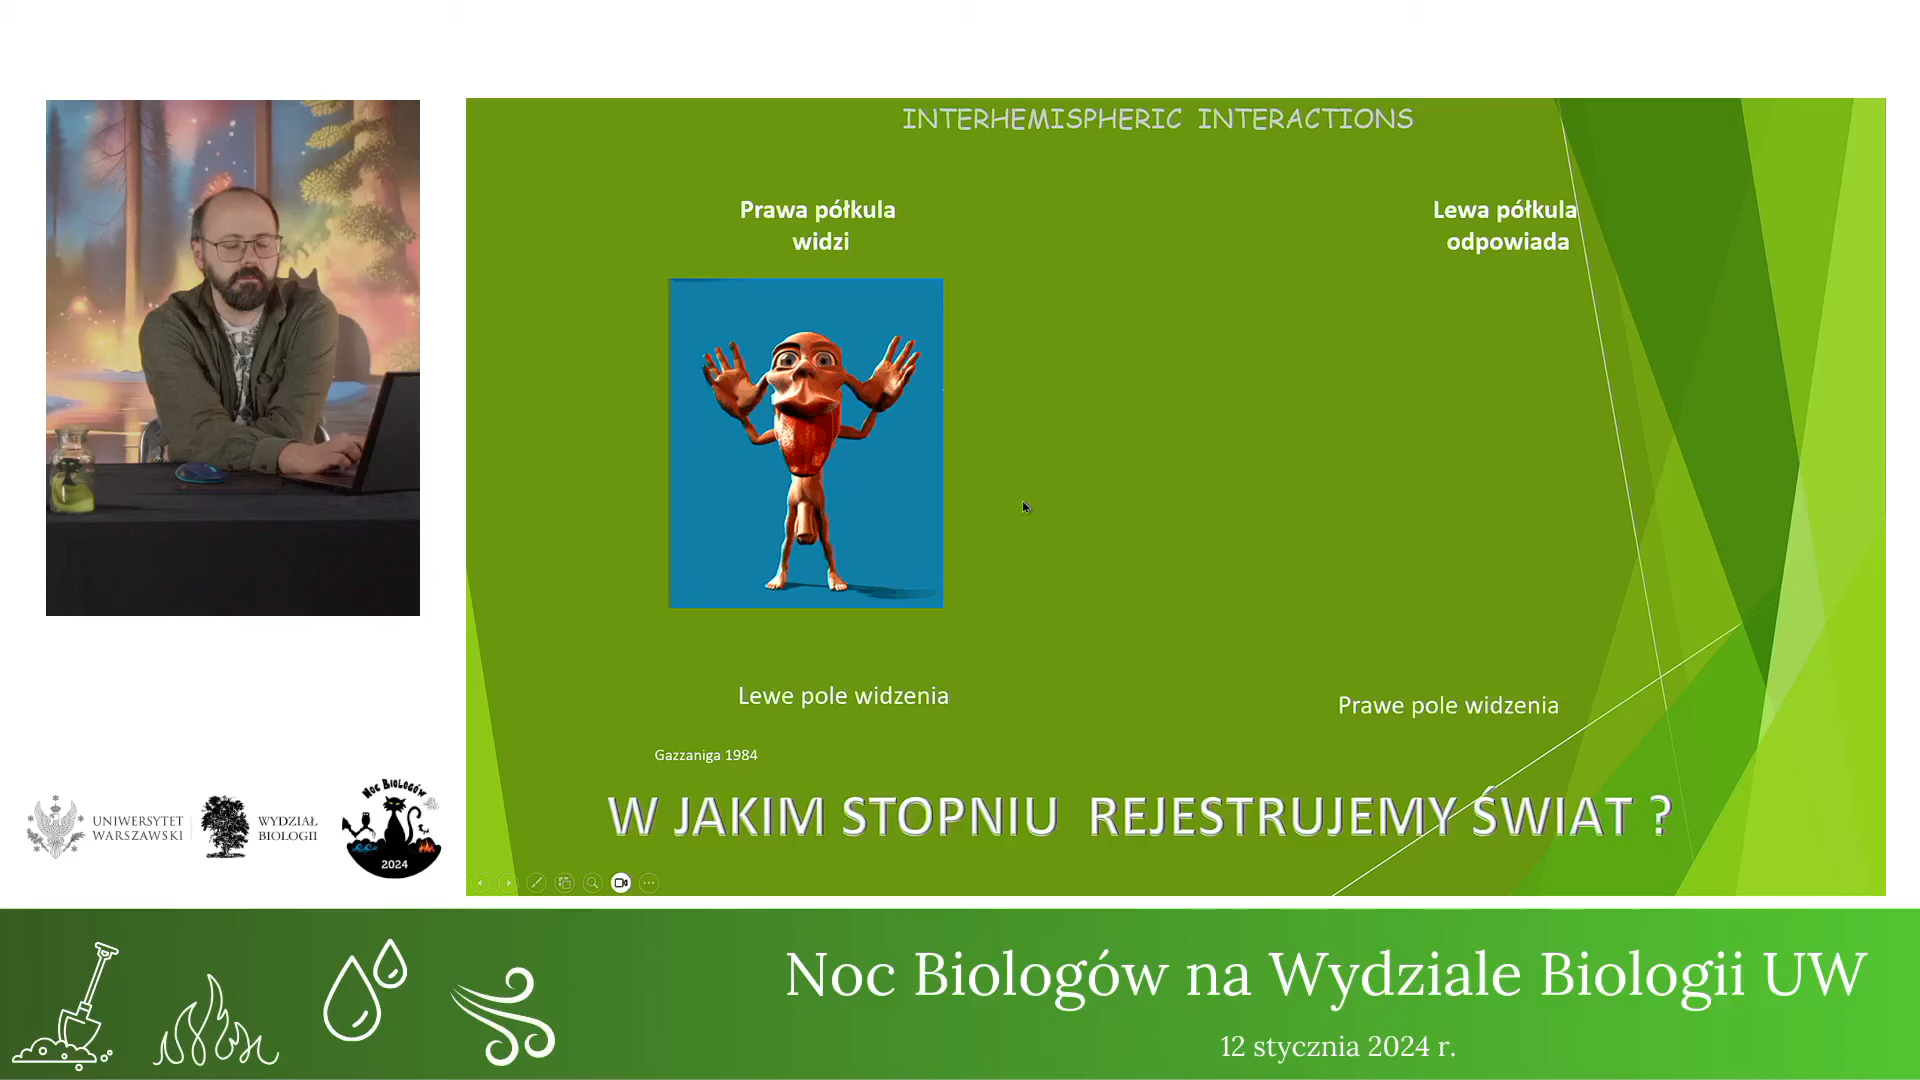 INTERHEMISPHERIC INTERACTIONS
Prawa półkula
widzi
Lewa półkula
odpowiada
Lewe pole widzenia
Prawe pole widzenia
Gazzaniga 1984
W JAKIM STOPNIU REJESTRUJEMY ŚWIAT ?
UNIWERSYTET
WARSZAWSKI
WYDZIAŁ
BIOLOGII
NOC BIOLOGÓW
2024
Noc Biologów na Wydziale Biologii UW
12 stycznia 2024 r.